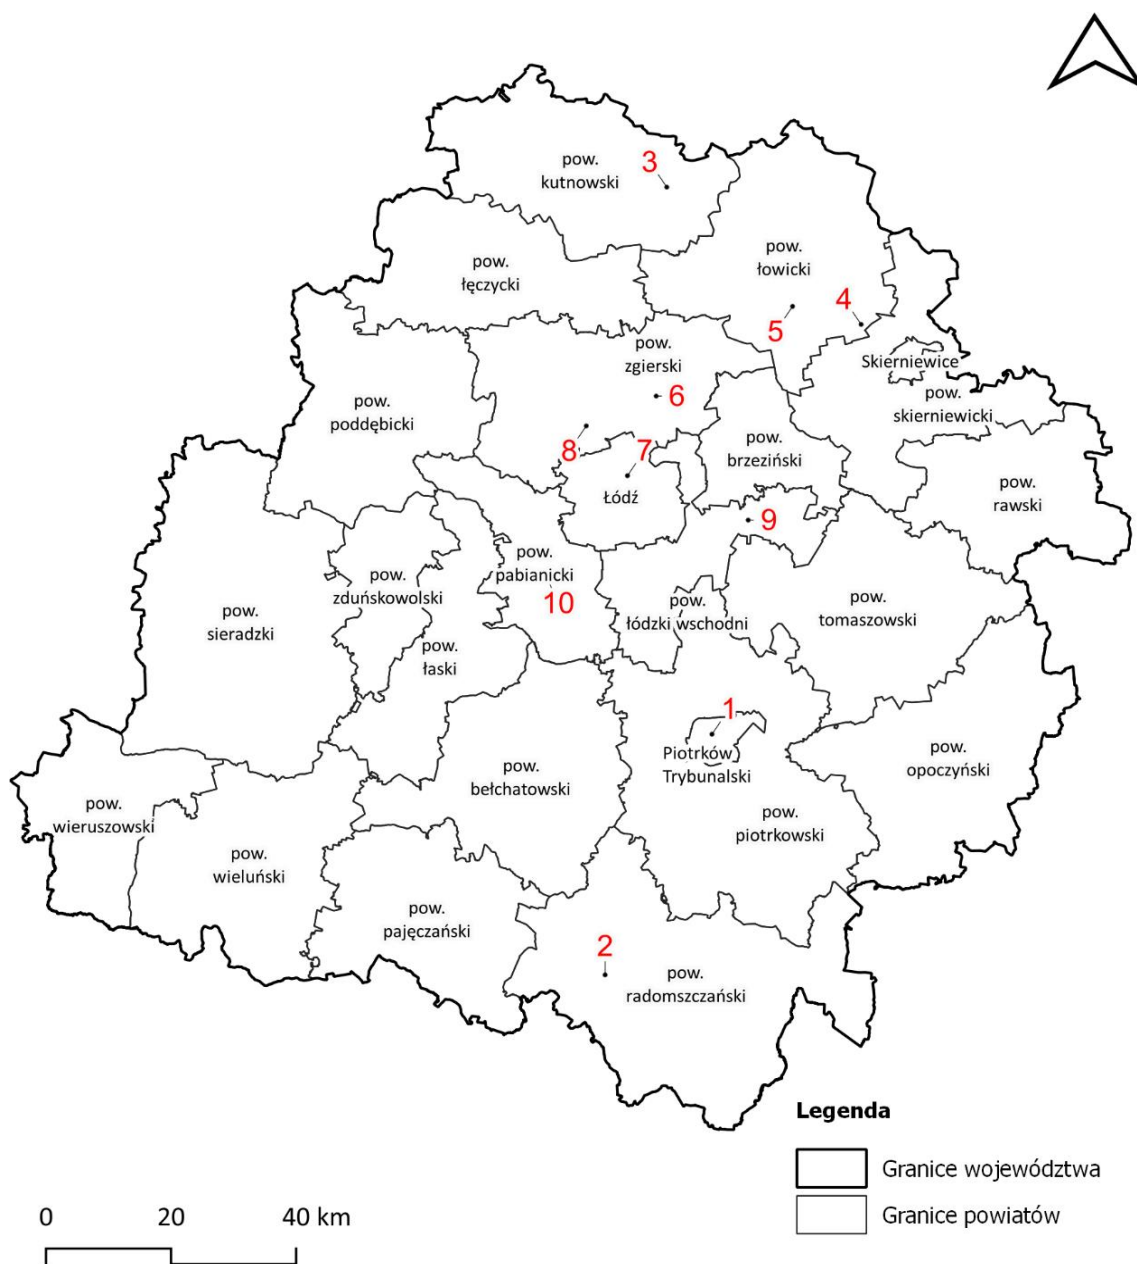 pow.
kutnowski
3
pow.
łowicki
pow.
łęczycki
4
5
pow.
zgierski
Skierniewice
pow.
skierniewicki
pow.
poddębicki
6
8
7
pow.
brzeziński
Łódź
pow.
rawski
9
pow.
pabianicki
10
pow.
zduńskowolski
pow.
sieradzki
pow.
łódzki wschodni
pow.
tomaszowski
pow.
łaski
1
Piotrków
Trybunalski
pow.
opoczyński
pow.
bełchatowski
pow.
wieruszowski
pow.
piotrkowski
pow.
wieluński
pow.
pajęczański
2
pow.
radomszczański
Legenda
Granice województwa
Granice powiatów
0 20 40 km